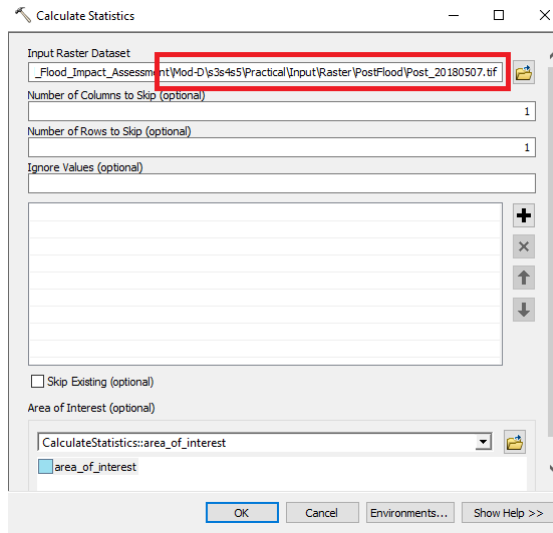 Calculate Statistics
Input Raster Dataset
_Flood_Impact_Assessment\Mod-D\s3s4s5\Practical\Input\Raster\PostFlood\Post_20180507.tif
Number of Columns to Skip (optional)
1
Number of Rows to Skip (optional)
1
Ignore Values (optional)
Skip Existing (optional)
Area of Interest (optional)
CalculateStatistics::area_of_interest
area_of_interest
OK Cancel Environments... Show Help >>